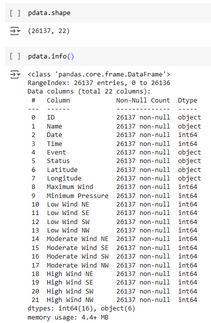 [ ] pdata.shape
(26137, 22)
[ ] pdata.info()
<class 'pandas.core.frame.DataFrame'>
RangeIndex: 26137 entries, 0 to 26136
Data columns (total 22 columns):
# Column Non-Null Count Dtype
--- ------ -------------- -----
0 ID 26137 non-null object
1 Name 26137 non-null object
2 Date 26137 non-null int64
3 Time 26137 non-null int64
4 Event 26137 non-null object
5 Status 26137 non-null object
6 Latitude 26137 non-null object
7 Longitude 26137 non-null object
8 Maximum Wind 26137 non-null int64
9 Minimum Pressure 26137 non-null int64
10 Low Wind NE 26137 non-null int64
11 Low Wind SE 26137 non-null int64
12 Low Wind SW 26137 non-null int64
13 Low Wind NW 26137 non-null int64
14 Moderate Wind NE 26137 non-null int64
15 Moderate Wind SE 26137 non-null int64
16 Moderate Wind SW 26137 non-null int64
17 Moderate Wind NW 26137 non-null int64
18 High Wind NE 26137 non-null int64
19 High Wind SE 26137 non-null int64
20 High Wind SW 26137 non-null int64
21 High Wind NW 26137 non-null int64
dtypes: int64(16), object(6)
memory usage: 4.4+ MB